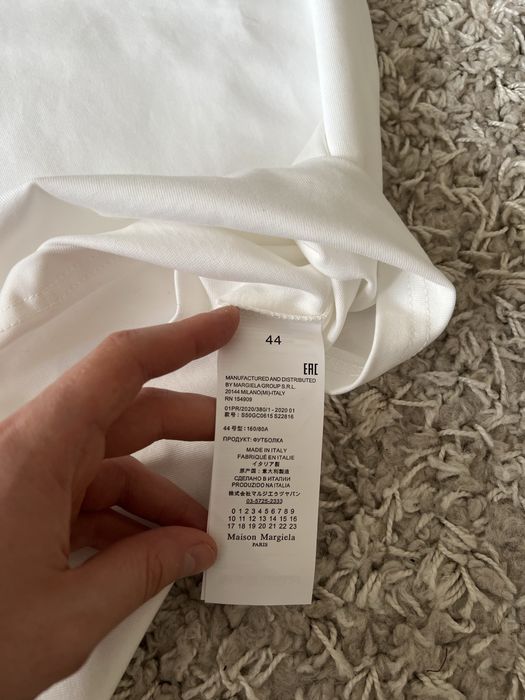 44
EAC
MANUFACTURED AND DISTRIBUTED
BY MARGIELA GROUP S.R.L.
20144 MILANO(MI)-ITALY
RN 154909
01PR/2020/380/1 - 2020 01
款号: S50GC0615 S22816
44 号型: 160/80A
ПРОДУКТ: ФУТБОЛКА
MADE IN ITALY
FABRIQUÉ EN ITALIE
イタリア製
原产国: 意大利製造
СДЕЛАНО В ИТАЛИИ
PRODUZIDO NA ITALIA
株式会社マルジエラジャパン
03-5725-2333
0 1 2 3 4 5 6 7 8 9
10 11 12 13 14 15 16
17 18 19 20 21 22 23
Maison Margiela
PARIS